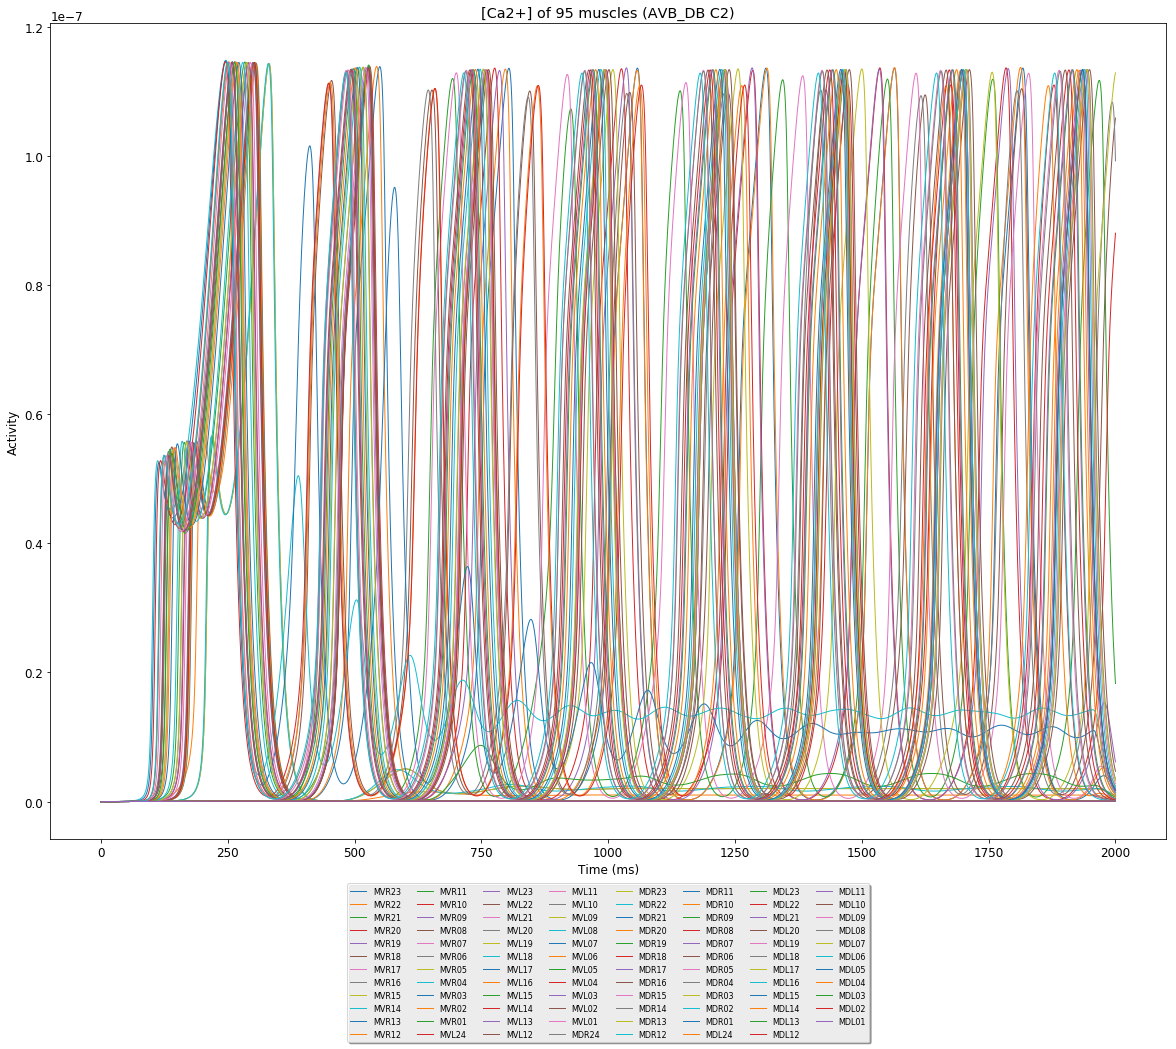 [Ca2+] of 95 muscles (AVB_DB C2)
1e−7
1.2
1.0
0.8
0.6
0.4
0.2
0.0
Activity
0 250 500 750 1000 1250 1500 1750 2000
Time (ms)
MVR23 MVR11 MVL23 MVL11 MDR23 MDR11 MDL23 MDL11
MVR22 MVR10 MVL22 MVL10 MDR22 MDR10 MDL22 MDL10
MVR21 MVR09 MVL21 MVL09 MDR21 MDR09 MDL21 MDL09
MVR20 MVR08 MVL20 MVL08 MDR20 MDR08 MDL20 MDL08
MVR19 MVR07 MVL19 MVL07 MDR19 MDR07 MDL19 MDL07
MVR18 MVR06 MVL18 MVL06 MDR18 MDR06 MDL18 MDL06
MVR17 MVR05 MVL17 MVL05 MDR17 MDR05 MDL17 MDL05
MVR16 MVR04 MVL16 MVL04 MDR16 MDR04 MDL16 MDL04
MVR15 MVR03 MVL15 MVL03 MDR15 MDR03 MDL15 MDL03
MVR14 MVR02 MVL14 MVL02 MDR14 MDR02 MDL14 MDL02
MVR13 MVR01 MVL13 MVL01 MDR13 MDR01 MDL13 MDL01
MVR12 MVL24 MVL12 MDR24 MDR12 MDL24 MDL12